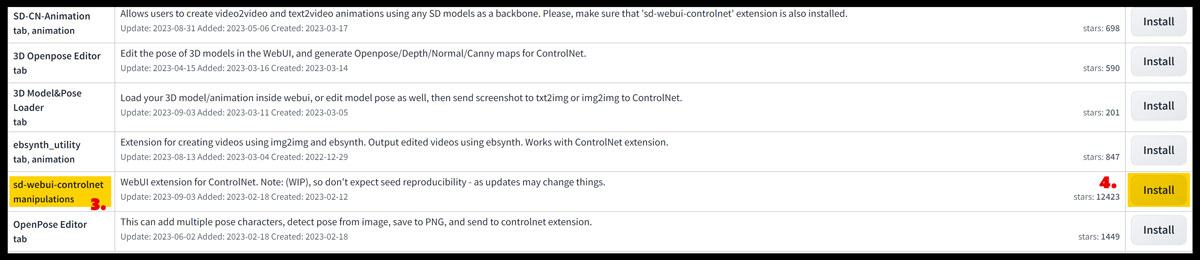 SD-CN-Animation
tab, animation
Allows users to create video2video and text2video animations using any SD models as a backbone. Please, make sure that 'sd-webui-controlnet' extension is also installed.
Update: 2023-08-31 Added: 2023-05-06 Created: 2023-03-17
stars: 698
Install
3D Openpose Editor
tab
Edit the pose of 3D models in the WebUI, and generate Openpose/Depth/Normal/Canny maps for ControlNet.
Update: 2023-04-15 Added: 2023-03-16 Created: 2023-03-14
stars: 590
Install
3D Model&Pose
Loader
tab
Load your 3D model/animation inside webui, or edit model pose as well, then send screenshot to txt2img or img2img to ControlNet.
Update: 2023-09-03 Added: 2023-03-11 Created: 2023-03-05
stars: 201
Install
ebsynth_utility
tab, animation
Extension for creating videos using img2img and ebsynth. Output edited videos using ebsynth. Works with ControlNet extension.
Update: 2023-08-13 Added: 2023-03-04 Created: 2022-12-29
stars: 847
Install
sd-webui-controlnet
manipulations
3.
WebUI extension for ControlNet. Note: (WIP), so don't expect seed reproducibility - as updates may change things.
Update: 2023-09-03 Added: 2023-02-18 Created: 2023-02-12
4.
stars: 12423
Install
OpenPose Editor
tab
This can add multiple pose characters, detect pose from image, save to PNG, and send to controlnet extension.
Update: 2023-06-02 Added: 2023-02-18 Created: 2023-02-18
stars: 1449
Install